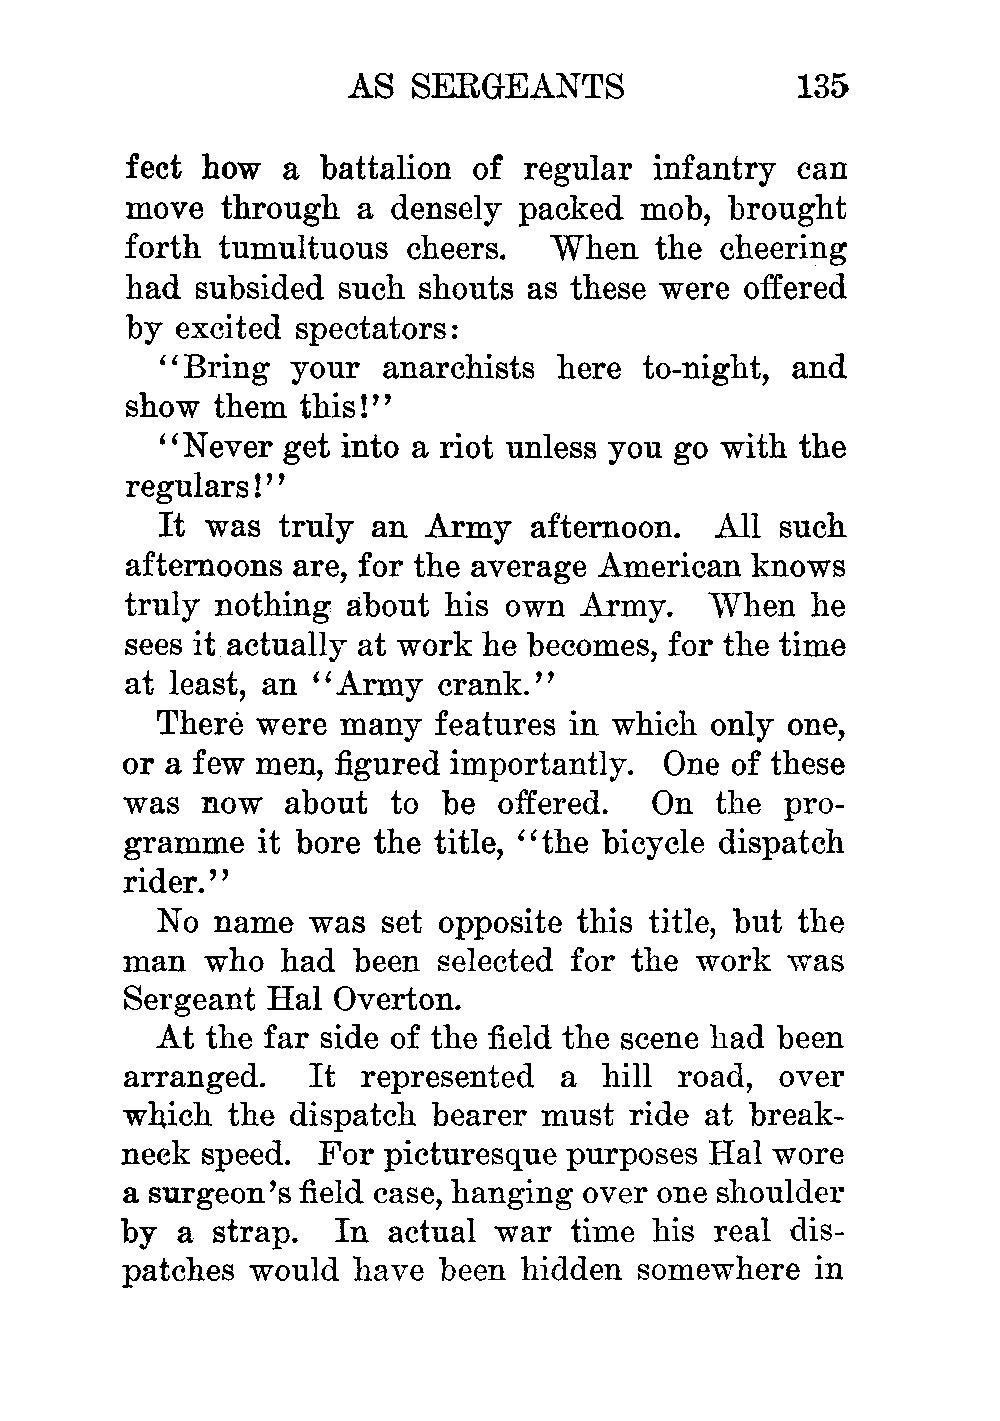 AS SERGEANTS 135
fect how a battalion of regular infantry can
move through a densely packed mob, brought
forth tumultuous cheers. When the cheering
had subsided such shouts as these were offered
by excited spectators:
"Bring your anarchists here to-night, and
show them this!"
"Never get into a riot unless you go with the
regulars!"
It was truly an Army afternoon. All such
afternoons are, for the average American knows
truly nothing about his own Army. When he
sees it actually at work he becomes, for the time
at least, an "Army crank."
There were many features in which only one,
or a few men, figured importantly. One of these
was now about to be offered. On the pro-
gramme it bore the title, "the bicycle dispatch
rider."
No name was set opposite this title, but the
man who had been selected for the work was
Sergeant Hal Overton.
At the far side of the field the scene had been
arranged. It represented a hill road, over
which the dispatch bearer must ride at break-
neck speed. For picturesque purposes Hal wore
a surgeon's field case, hanging over one shoulder
by a strap. In actual war time his real dis-
patches would have been hidden somewhere in